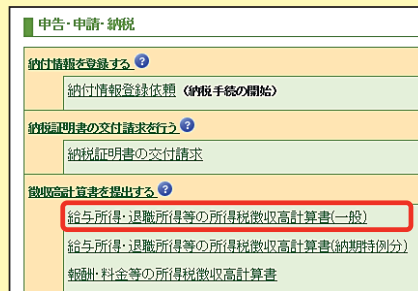 申告・申請・納税
納付情報を登録する
納付情報登録依頼 (納税手続の開始)
納税証明書の交付請求を行う
納税証明書の交付請求
徴収高計算書を提出する
給与所得・退職所得等の所得税徴収高計算書(一般)
給与所得・退職所得等の所得税徴収高計算書(納期特例分)
報酬・料金等の所得税徴収高計算書